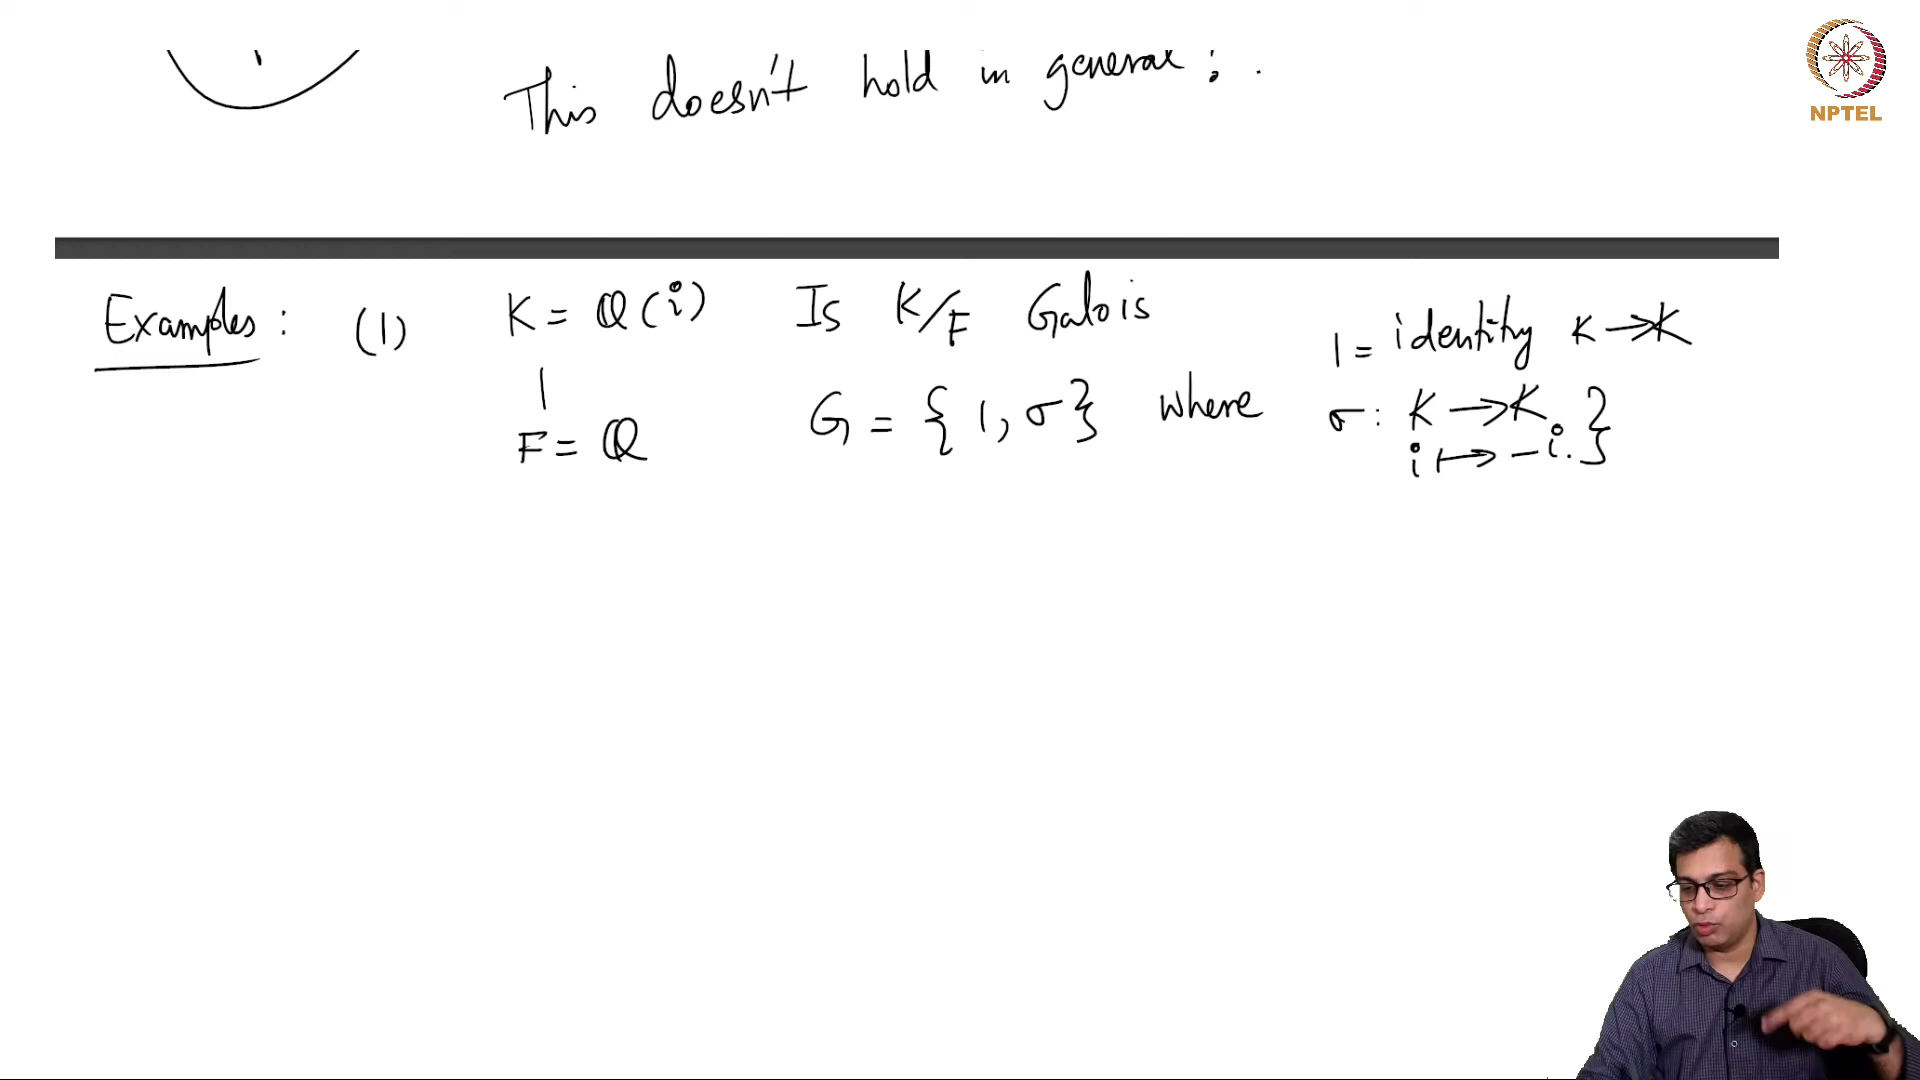 This doesn't hold in general: .
NPTEL
Examples: (1) K = ℚ(i) Is K/F Galois
1 = identity K → K
F = ℚ G = { 1, σ } where σ: K → K }
i ↦ -i.